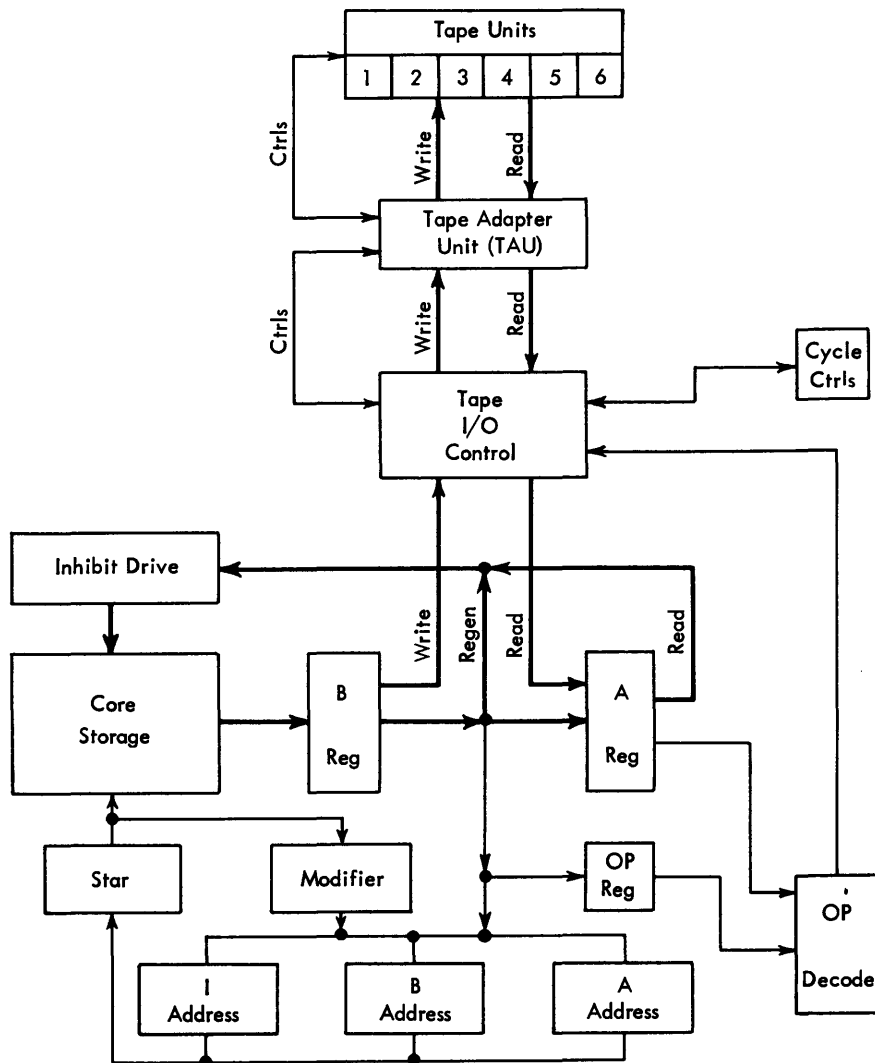 Tape Units
1 2 3 4 5 6
Ctrls
Write
Read
Tape Adapter
Unit (TAU)
Ctrls
Write
Read
Cycle
Ctrls
Tape
I/O
Control
Inhibit Drive
Write
Regen
Read
Read
Core
Storage
B
Reg
A
Reg
Star
Modifier
OP
Reg
OP
Decode
I
Address
B
Address
A
Address